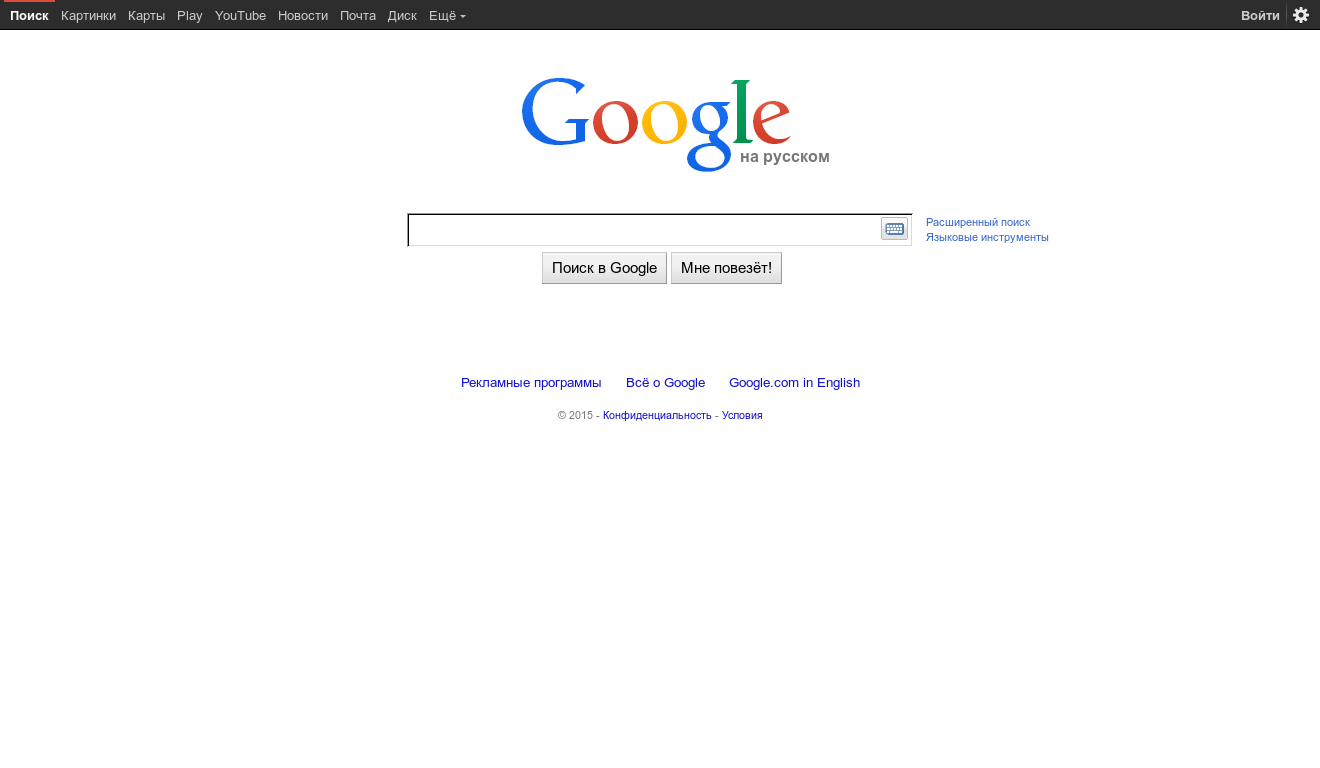 Поиск Картинки Карты Play YouTube Новости Почта Диск Ещё Войти
Google
на русском
Расширенный поиск
Языковые инструменты
Поиск в Google Мне повезёт!
Рекламные программы Всё о Google Google.com in English
© 2015 - Конфиденциальность - Условия